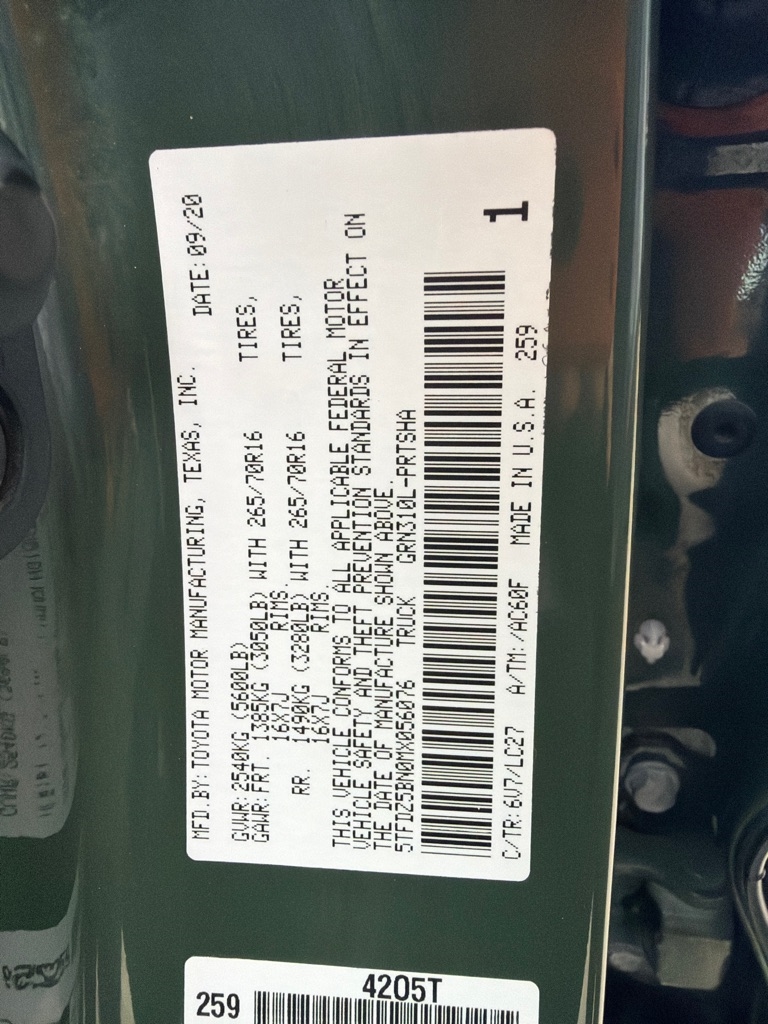 MFD.BY:TOYOTA MOTOR MANUFACTURING, TEXAS, INC. DATE:09/20
GVWR:2540KG (5600LB)
GAWR:FRT. 1385KG (3050LB) WITH 265/70R16 TIRES,
16X7J RIMS.
RR. 1490KG (3280LB) WITH 265/70R16 TIRES,
16X7J RIMS.
THIS VEHICLE CONFORMS TO ALL APPLICABLE FEDERAL MOTOR
VEHICLE SAFETY AND THEFT PREVENTION STANDARDS IN EFFECT ON
THE DATE OF MANUFACTURE SHOWN ABOVE.
5TFDZ5BN0MX056076 TRUCK GRN310L-PRTSHA
1
C/TR:6V7/LC27 A/TM:/AC60F MADE IN U.S.A. 259
4205T
259